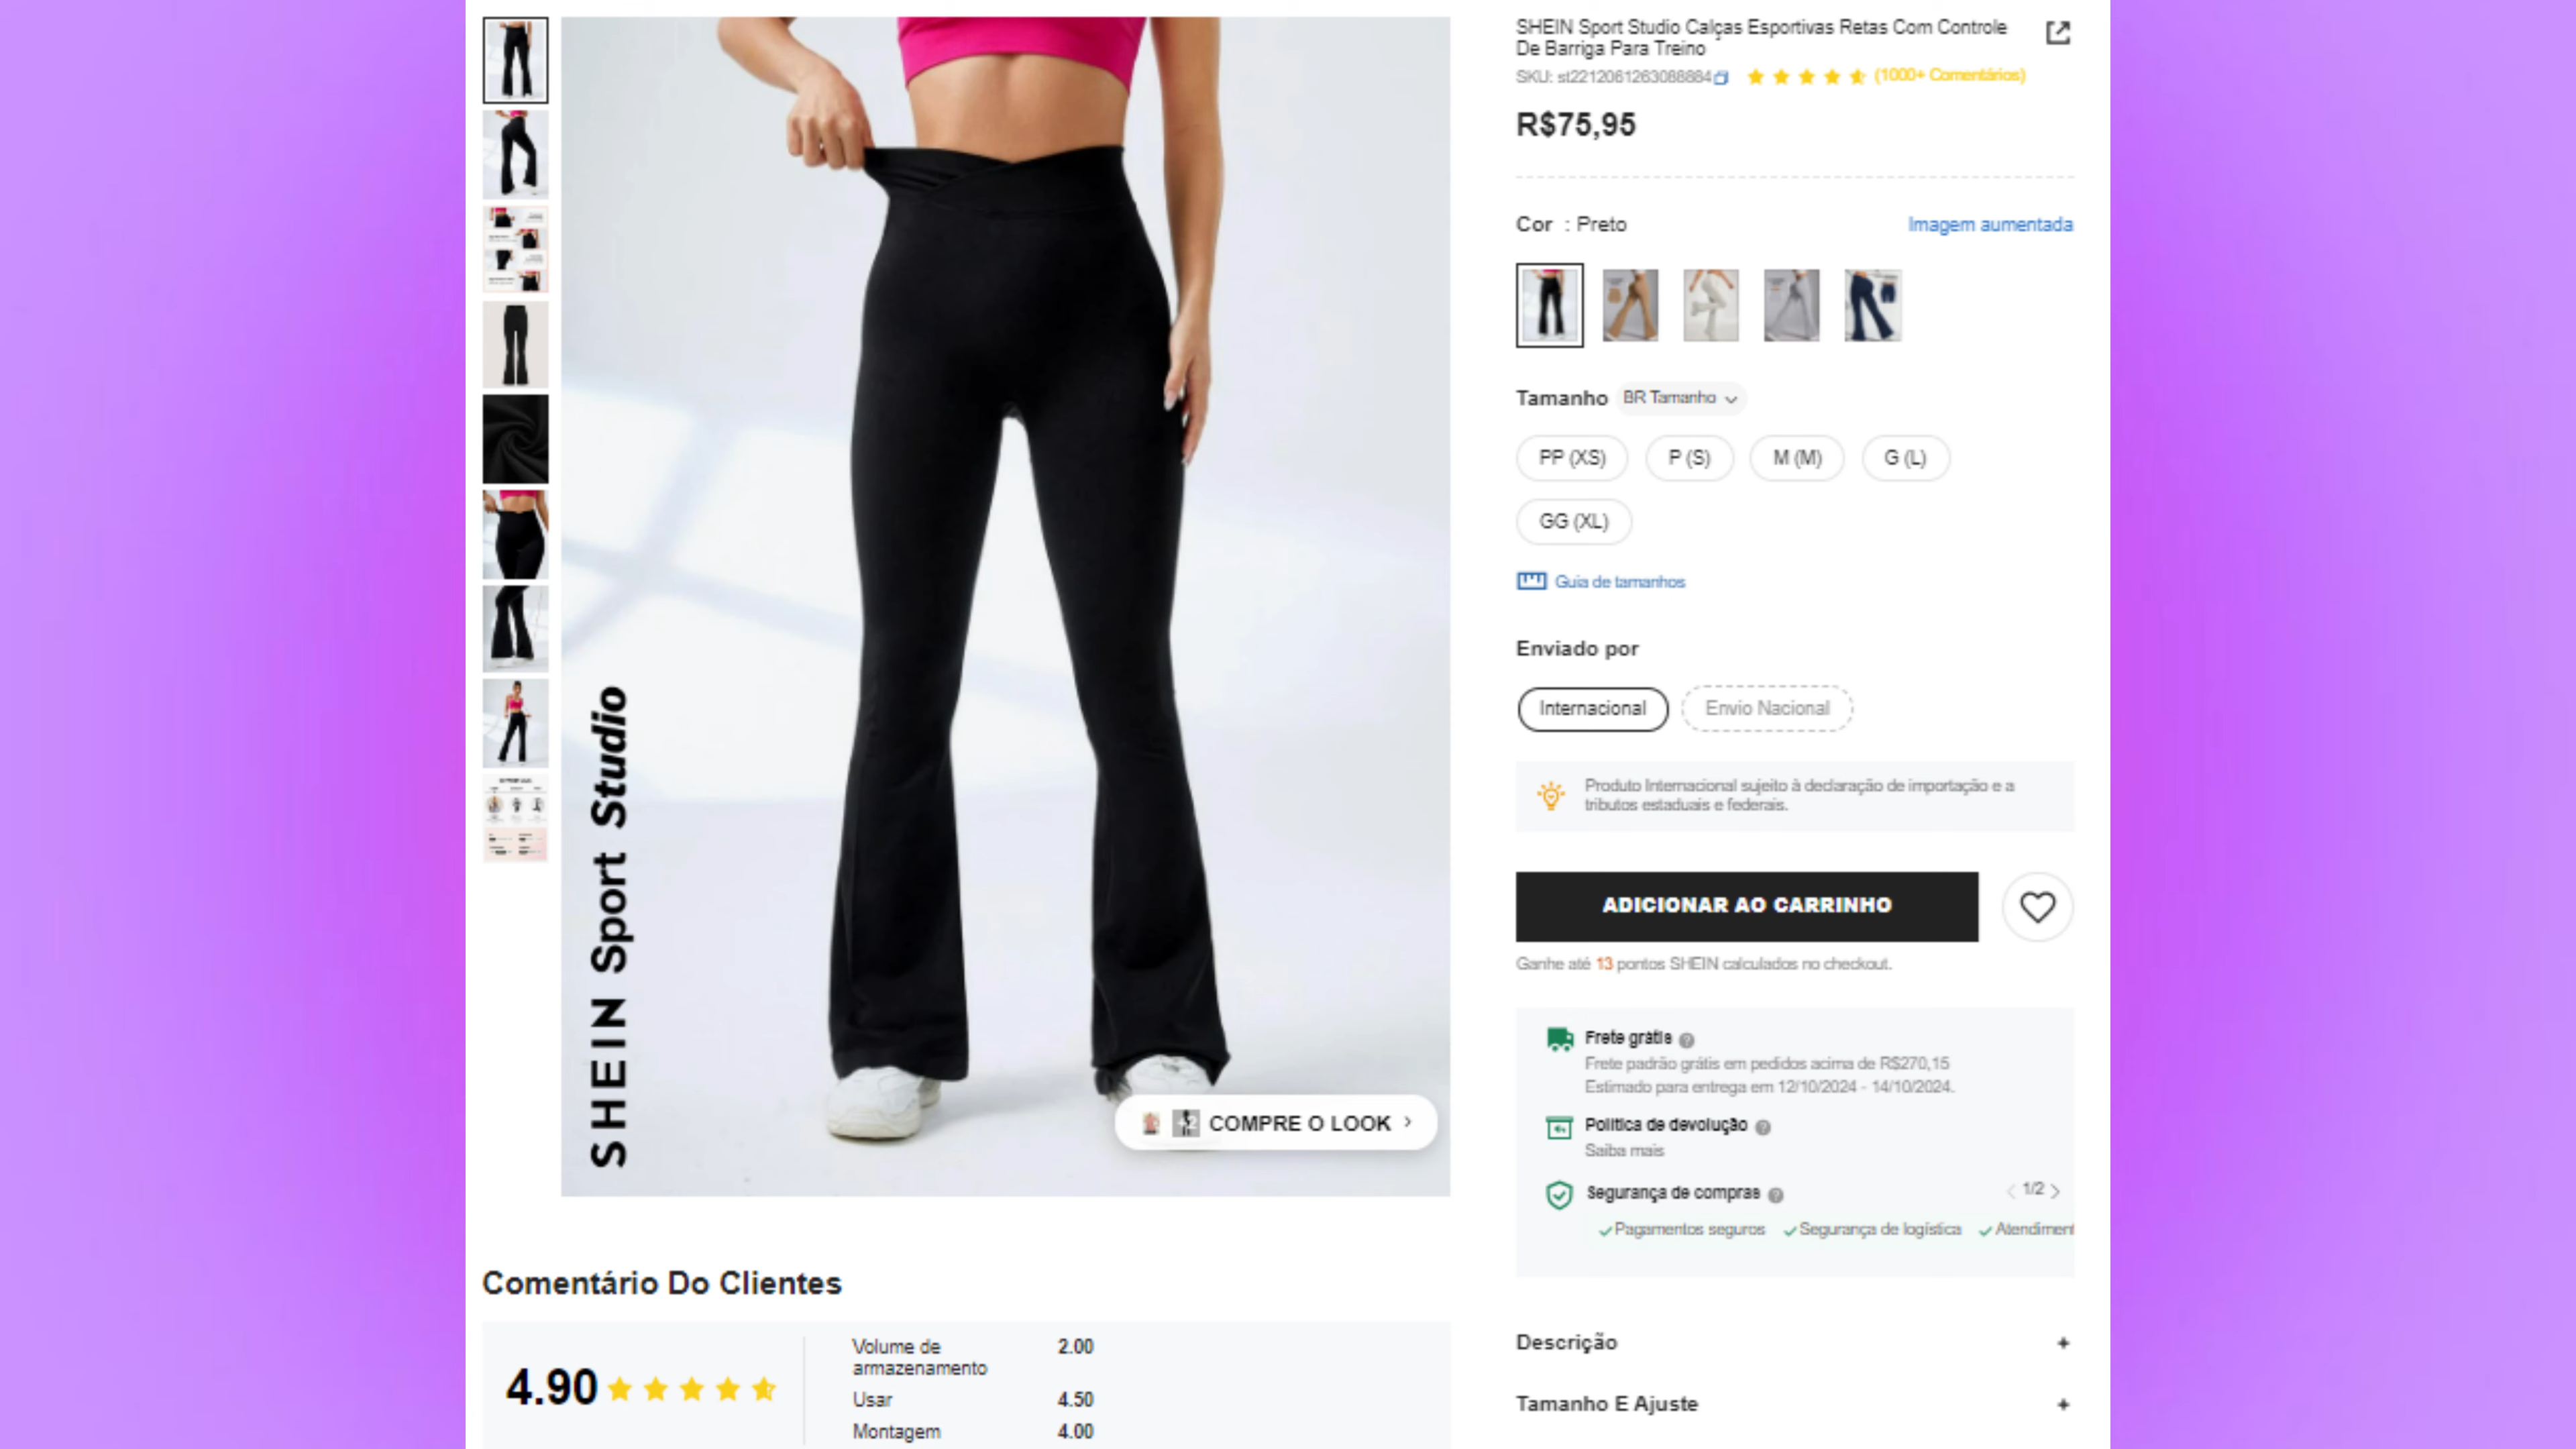 SHEIN Sport Studio Calças Esportivas Retas Com Controle
De Barriga Para Treino
SKU: st2212061263088884
(1000+ Comentários)
R$75,95
Cor : Preto
Imagem aumentada
Tamanho
BR Tamanho
PP (XS)
P (S)
M (M)
G (L)
GG (XL)
Guia de tamanhos
Enviado por
Internacional
Envio Nacional
Produto Internacional sujeito à declaração de importação e a
tributos estaduais e federais.
ADICIONAR AO CARRINHO
Ganhe até 13 pontos SHEIN calculados no checkout.
Frete grátis
Frete padrão grátis em pedidos acima de R$270,15
Estimado para entrega em 12/10/2024 - 14/10/2024.
Política de devolução
Saiba mais
Segurança de compras
1/2
Pagamentos seguros
Segurança de logística
Atendiment
Descrição
+
Tamanho E Ajuste
+
SHEIN Sport Studio
COMPRE O LOOK
Comentário Do Clientes
4.90
Volume de
armazenamento
2.00
Usar
4.50
Montagem
4.00